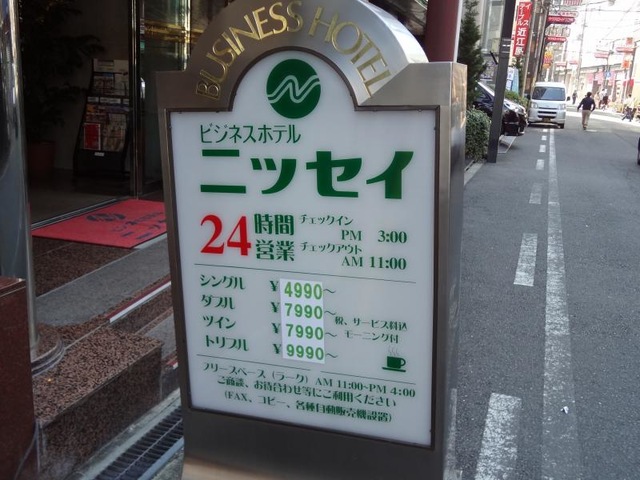 BUSINESS HOTEL
ビジネスホテル
ニッセイ
24時間営業
チェックイン
PM 3:00
チェックアウト
AM 11:00
シングル ¥4990～
ダブル ¥7990～
ツイン ¥7990～
トリプル ¥9990～
税、サービス料込
モーニング付
フリースペース（ラーク）AM 11:00~PM 4:00
ご商談、お待合わせ等にご利用ください
（FAX、コピー、各種自動販売機設置）
近江屋